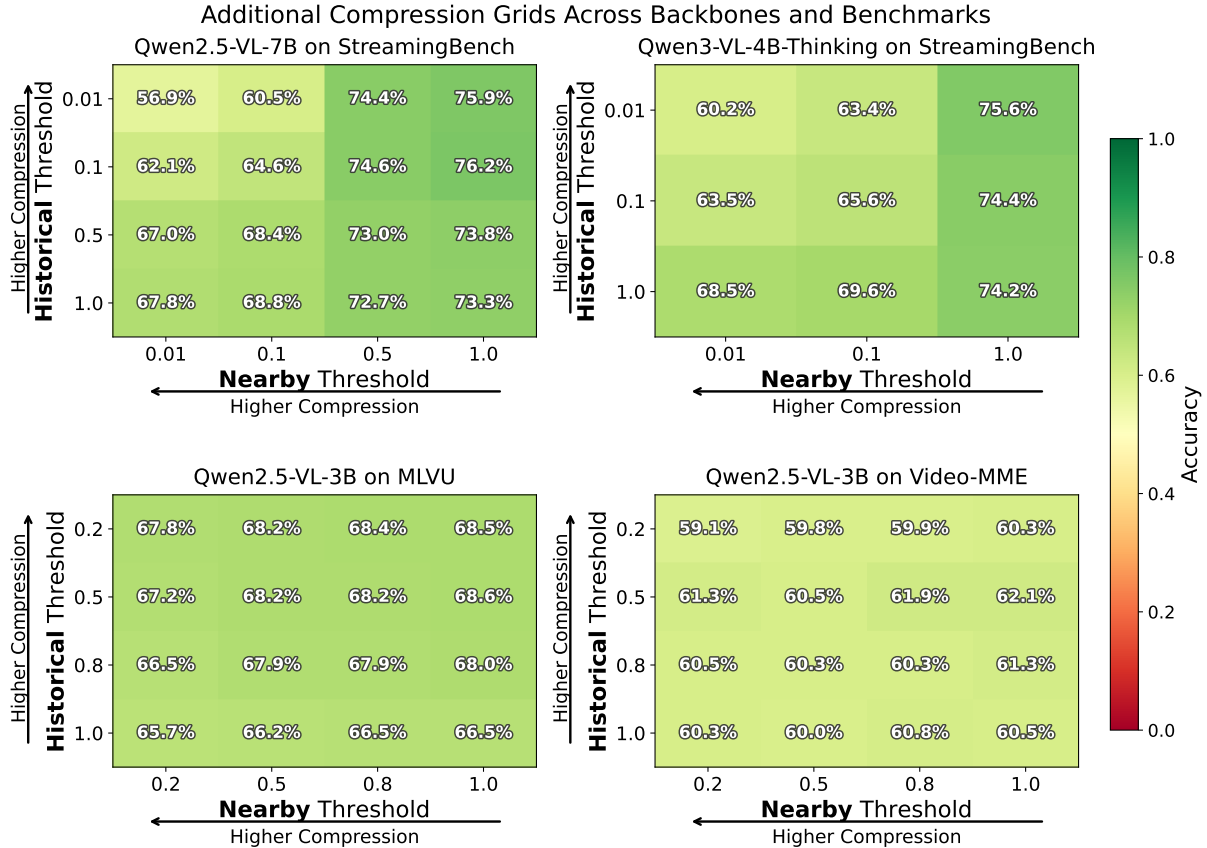 Additional Compression Grids Across Backbones and Benchmarks
Qwen2.5-VL-7B on StreamingBench
Higher Compression
Historical Threshold
0.01 56.9% 60.5% 74.4% 75.9%
0.1 62.1% 64.6% 74.6% 76.2%
0.5 67.0% 68.4% 73.0% 73.8%
1.0 67.8% 68.8% 72.7% 73.3%
0.01 0.1 0.5 1.0
Nearby Threshold
Higher Compression
Qwen3-VL-4B-Thinking on StreamingBench
Higher Compression
Historical Threshold
0.01 60.2% 63.4% 75.6%
0.1 63.5% 65.6% 74.4%
1.0 68.5% 69.6% 74.2%
0.01 0.1 1.0
Nearby Threshold
Higher Compression
Qwen2.5-VL-3B on MLVU
Higher Compression
Historical Threshold
0.2 67.8% 68.2% 68.4% 68.5%
0.5 67.2% 68.2% 68.2% 68.6%
0.8 66.5% 67.9% 67.9% 68.0%
1.0 65.7% 66.2% 66.5% 66.5%
0.2 0.5 0.8 1.0
Nearby Threshold
Higher Compression
Qwen2.5-VL-3B on Video-MME
Higher Compression
Historical Threshold
0.2 59.1% 59.8% 59.9% 60.3%
0.5 61.3% 60.5% 61.9% 62.1%
0.8 60.5% 60.3% 60.3% 61.3%
1.0 60.3% 60.0% 60.8% 60.5%
0.2 0.5 0.8 1.0
Nearby Threshold
Higher Compression
1.0
0.8
0.6
0.4
0.2
0.0
Accuracy